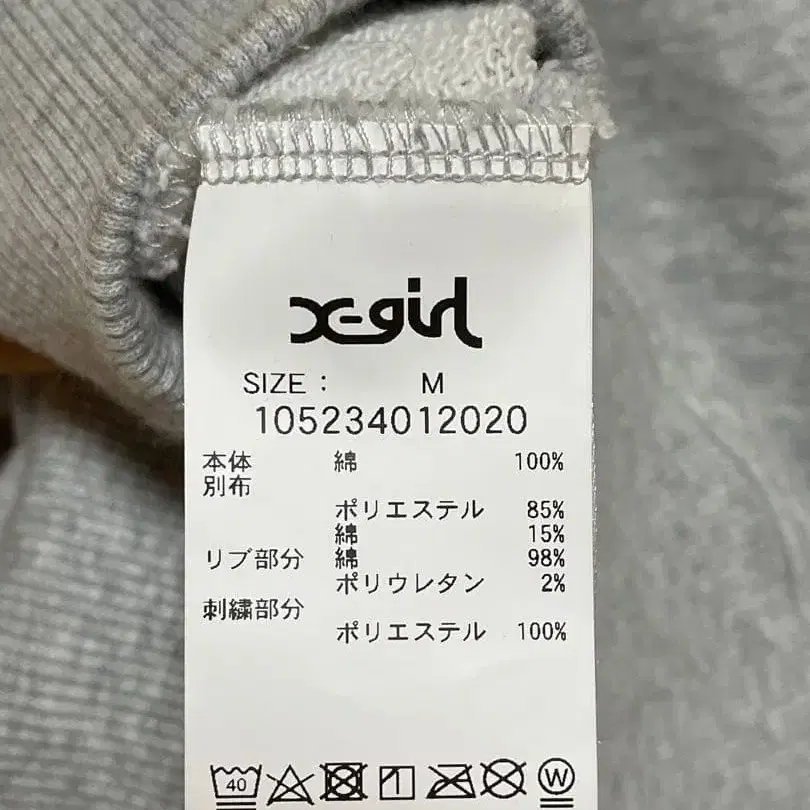 X-girl
SIZE : M
105234012020
本体 綿 100%
別布
ポリエステル 85%
綿 15%
リブ部分 綿 98%
ポリウレタン 2%
刺繍部分
ポリエステル 100%
40 W